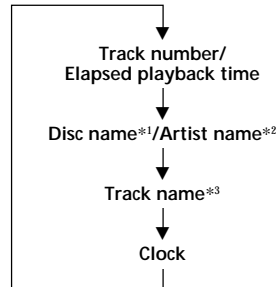 Track number/
Elapsed playback time
Disc name*1/Artist name*2
Track name*3
Clock